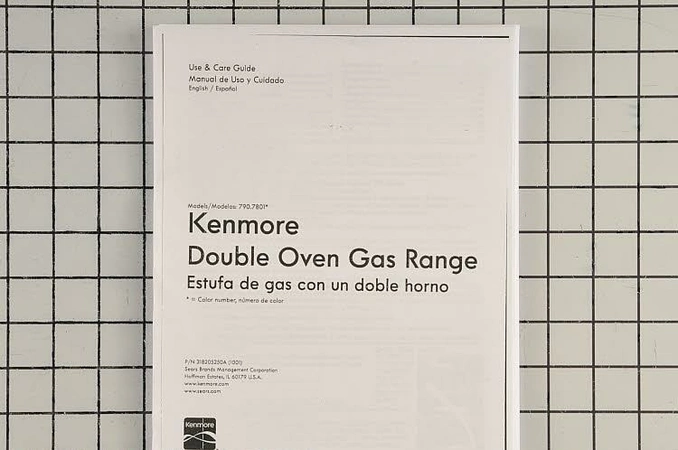 Use & Care Guide
Manual de Uso y Cuidado
English / Español
Models/Modelos: 790.7801*
Kenmore
Double Oven Gas Range
Estufa de gas con un doble horno
* = Color number, número de color
P/N 318205250A (1001)
Sears Brands Management Corporation
Hoffman Estates, IL 60179 U.S.A.
www.kenmore.com
www.sears.com
Kenmore